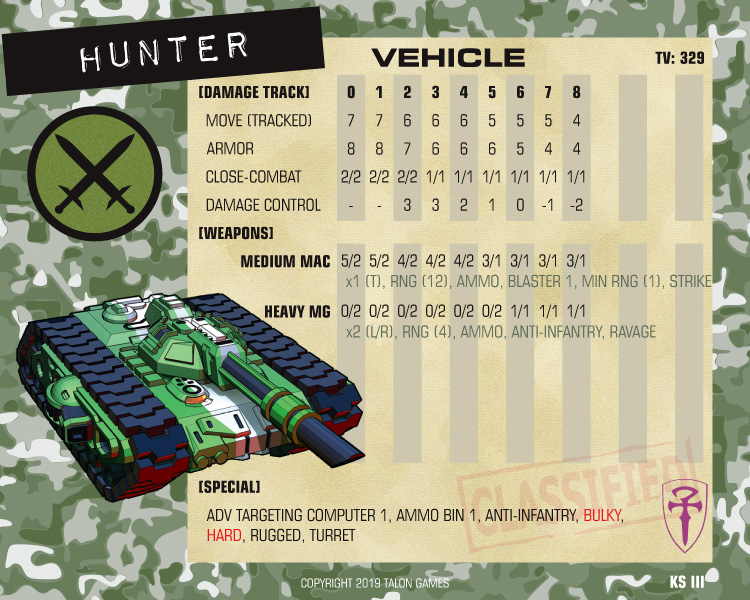 HUNTER
VEHICLE TV: 329
[DAMAGE TRACK] 0 1 2 3 4 5 6 7 8
MOVE (TRACKED) 7 7 6 6 6 5 5 5 4
ARMOR 8 8 7 6 6 6 5 4 4
CLOSE-COMBAT 2/2 2/2 2/2 1/1 1/1 1/1 1/1 1/1 1/1
DAMAGE CONTROL - - 3 3 2 1 0 -1 -2
[WEAPONS]
MEDIUM MAC 5/2 5/2 4/2 4/2 4/2 3/1 3/1 3/1 3/1
x1 (T), RNG (12), AMMO, BLASTER 1, MIN RNG (1), STRIKE
HEAVY MG 0/2 0/2 0/2 0/2 0/2 0/2 1/1 1/1 1/1
x2 (L/R), RNG (4), AMMO, ANTI-INFANTRY, RAVAGE
CLASSIFIED
[SPECIAL]
ADV TARGETING COMPUTER 1, AMMO BIN 1, ANTI-INFANTRY, BULKY,
HARD, RUGGED, TURRET
COPYRIGHT 2019 TALON GAMES KS III